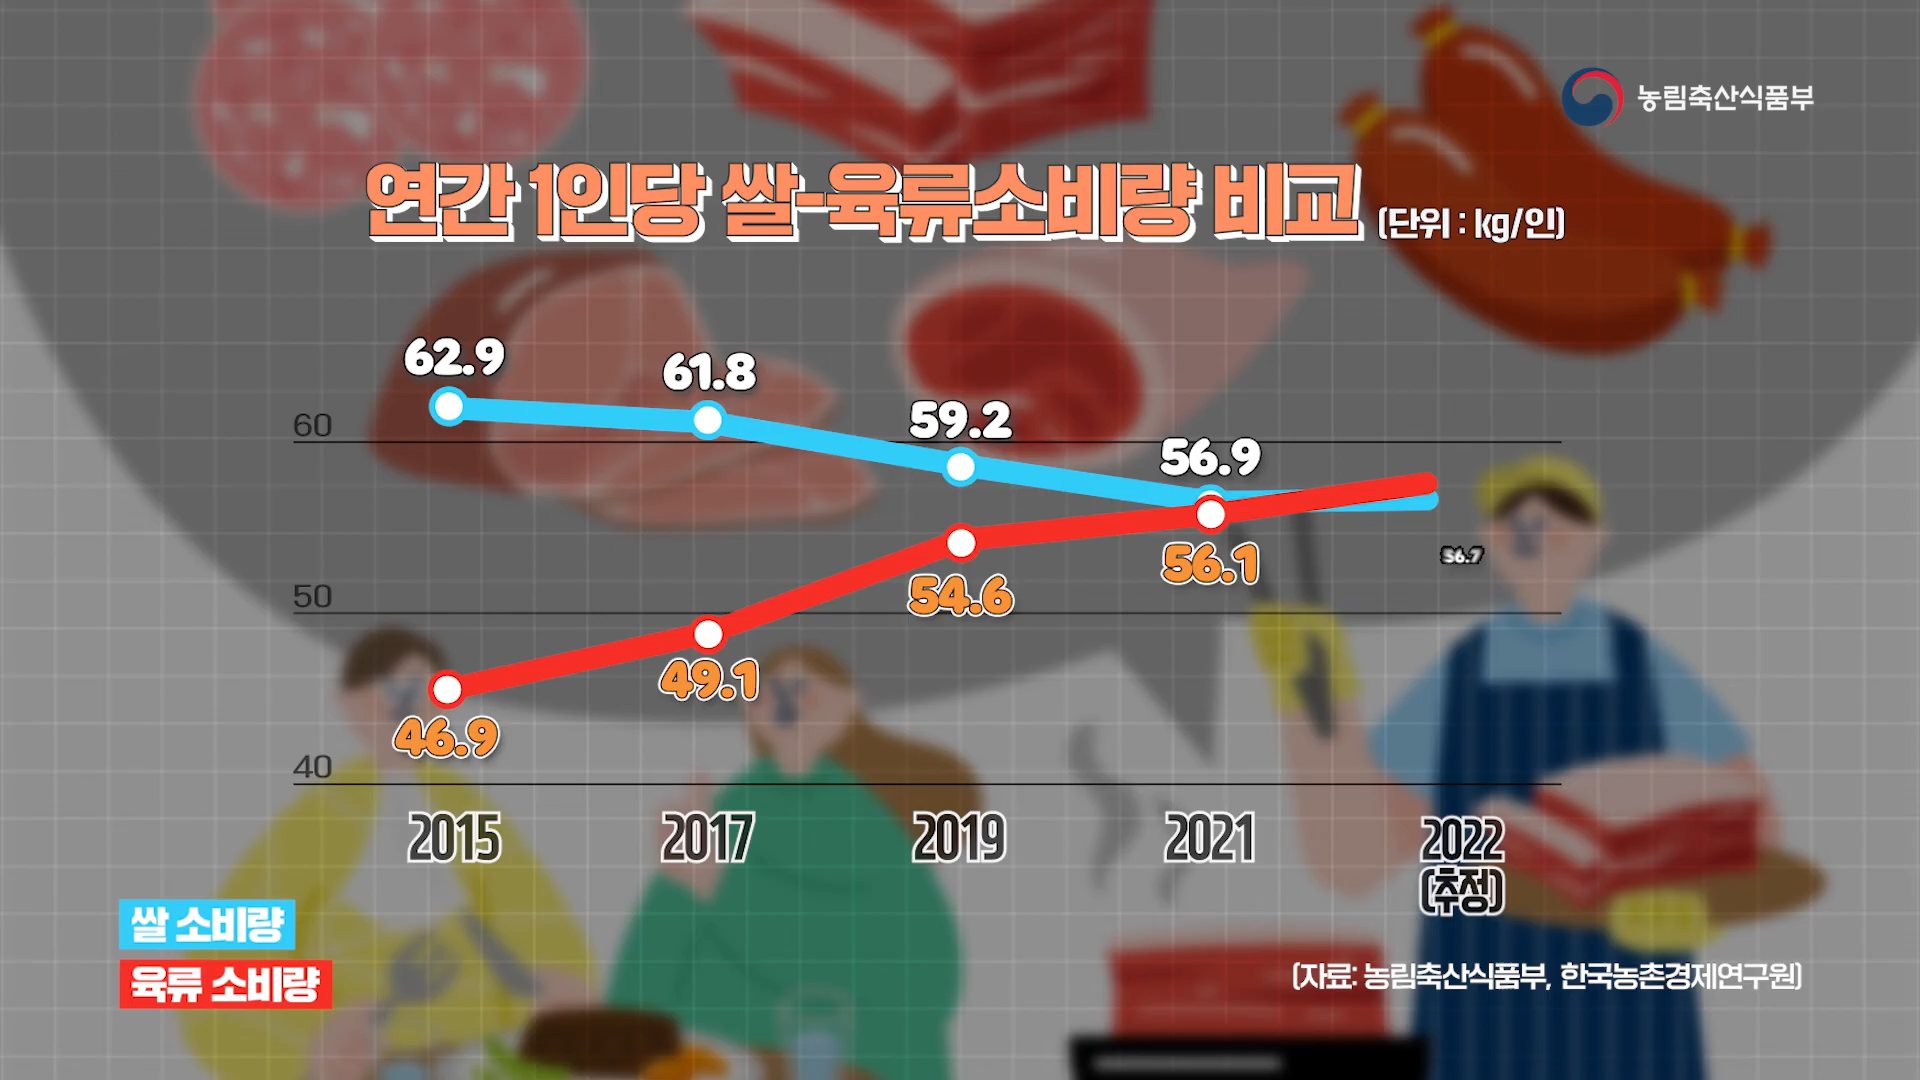 농림축산식품부
연간 1인당 쌀-육류소비량 비교 (단위 : kg/인)
62.9
61.8
59.2
56.9
60
56.7
56.1
54.6
50
49.1
46.9
40
2015 2017 2019 2021 2022
(추정)
쌀 소비량
육류 소비량
(자료: 농림축산식품부, 한국농촌경제연구원)